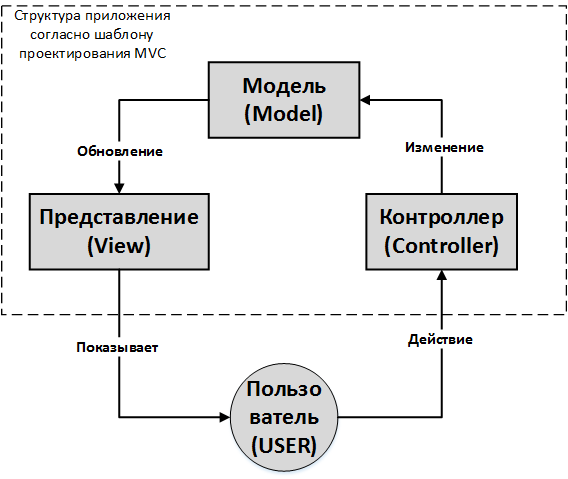 Структура приложения
согласно шаблону
проектирования MVC
Модель
(Model)
Обновление
Изменение
Представление
(View)
Контроллер
(Controller)
Показывает
Действие
Пользо
ватель
(USER)